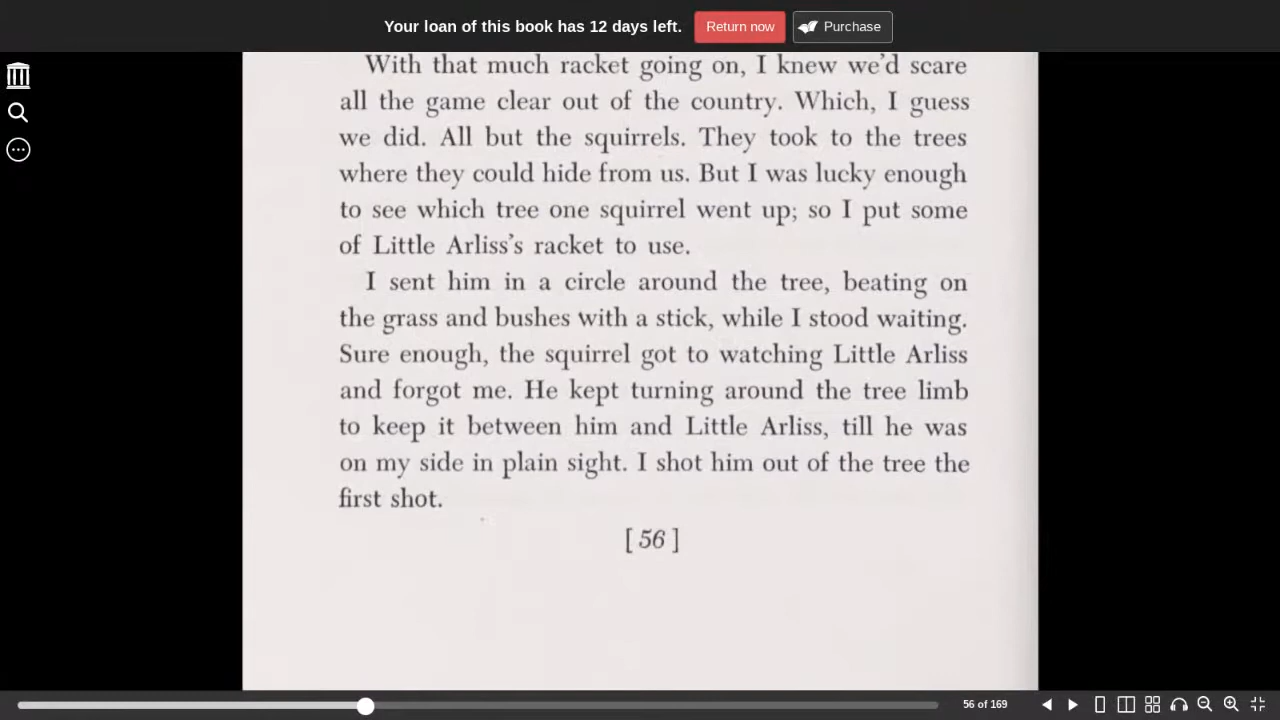 Your loan of this book has 12 days left. Return now Purchase
With that much racket going on, I knew we'd scare
all the game clear out of the country. Which, I guess
we did. All but the squirrels. They took to the trees
where they could hide from us. But I was lucky enough
to see which tree one squirrel went up; so I put some
of Little Arliss's racket to use.
I sent him in a circle around the tree, beating on
the grass and bushes with a stick, while I stood waiting.
Sure enough, the squirrel got to watching Little Arliss
and forgot me. He kept turning around the tree limb
to keep it between him and Little Arliss, till he was
on my side in plain sight. I shot him out of the tree the
first shot.
[ 56 ]
56 of 169